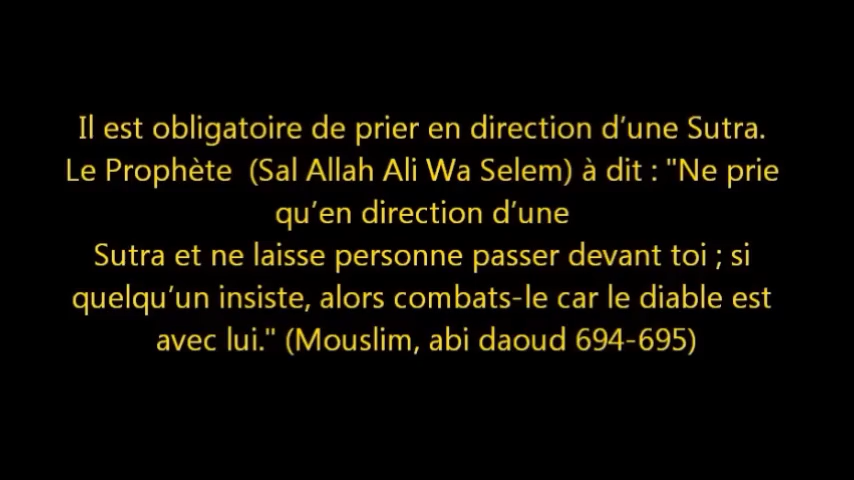 Il est obligatoire de prier en direction d’une Sutra.
Le Prophète (Sal Allah Ali Wa Selem) à dit : "Ne prie
qu’en direction d’une
Sutra et ne laisse personne passer devant toi ; si
quelqu’un insiste, alors combats-le car le diable est
avec lui." (Mouslim, abi daoud 694-695)